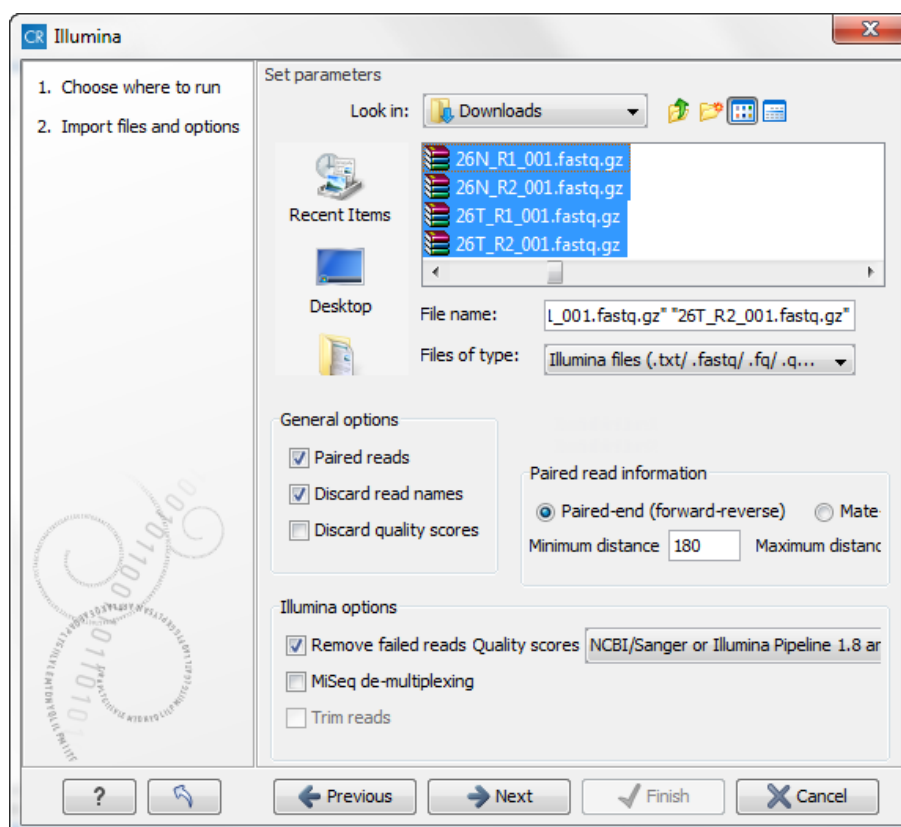 CR Illumina
1. Choose where to run
2. Import files and options
Set parameters
Look in: Downloads
Recent Items
Desktop
26N_R1_001.fastq.gz
26N_R2_001.fastq.gz
26T_R1_001.fastq.gz
26T_R2_001.fastq.gz
File name: _001.fastq.gz" "26T_R2_001.fastq.gz"
Files of type: Illumina files (.txt/ .fastq/ .fq/ .q...
General options
Paired reads
Discard read names
Discard quality scores
Paired read information
Paired-end (forward-reverse) Mate-
Minimum distance 180 Maximum distanc
Illumina options
Remove failed reads Quality scores NCBI/Sanger or Illumina Pipeline 1.8 ar
MiSeq de-multiplexing
Trim reads
? Previous Next Finish Cancel